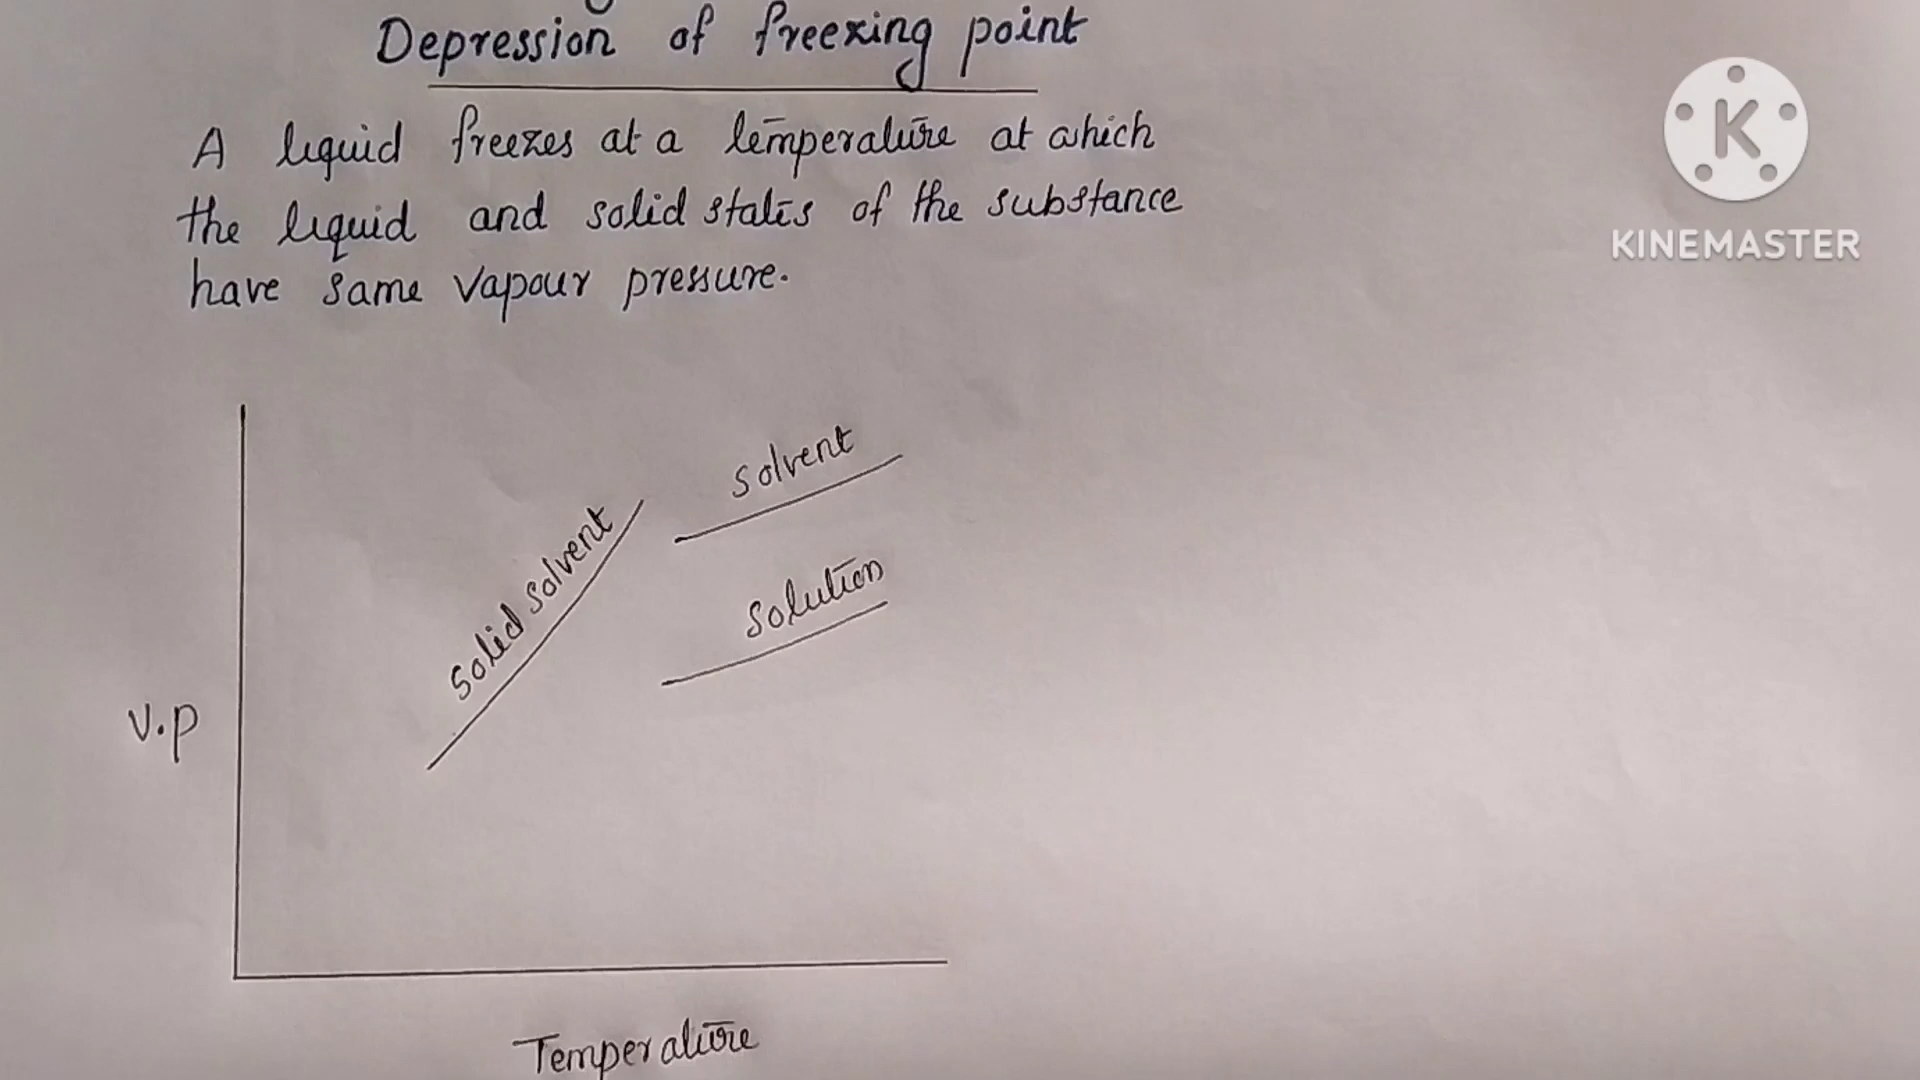 Depression of freezing point
A liquid freezes at a temperature at which
the liquid and solid states of the substance
have same vapour pressure.
K
KINEMASTER
solvent
solid solvent
solution
V.p
Temperature